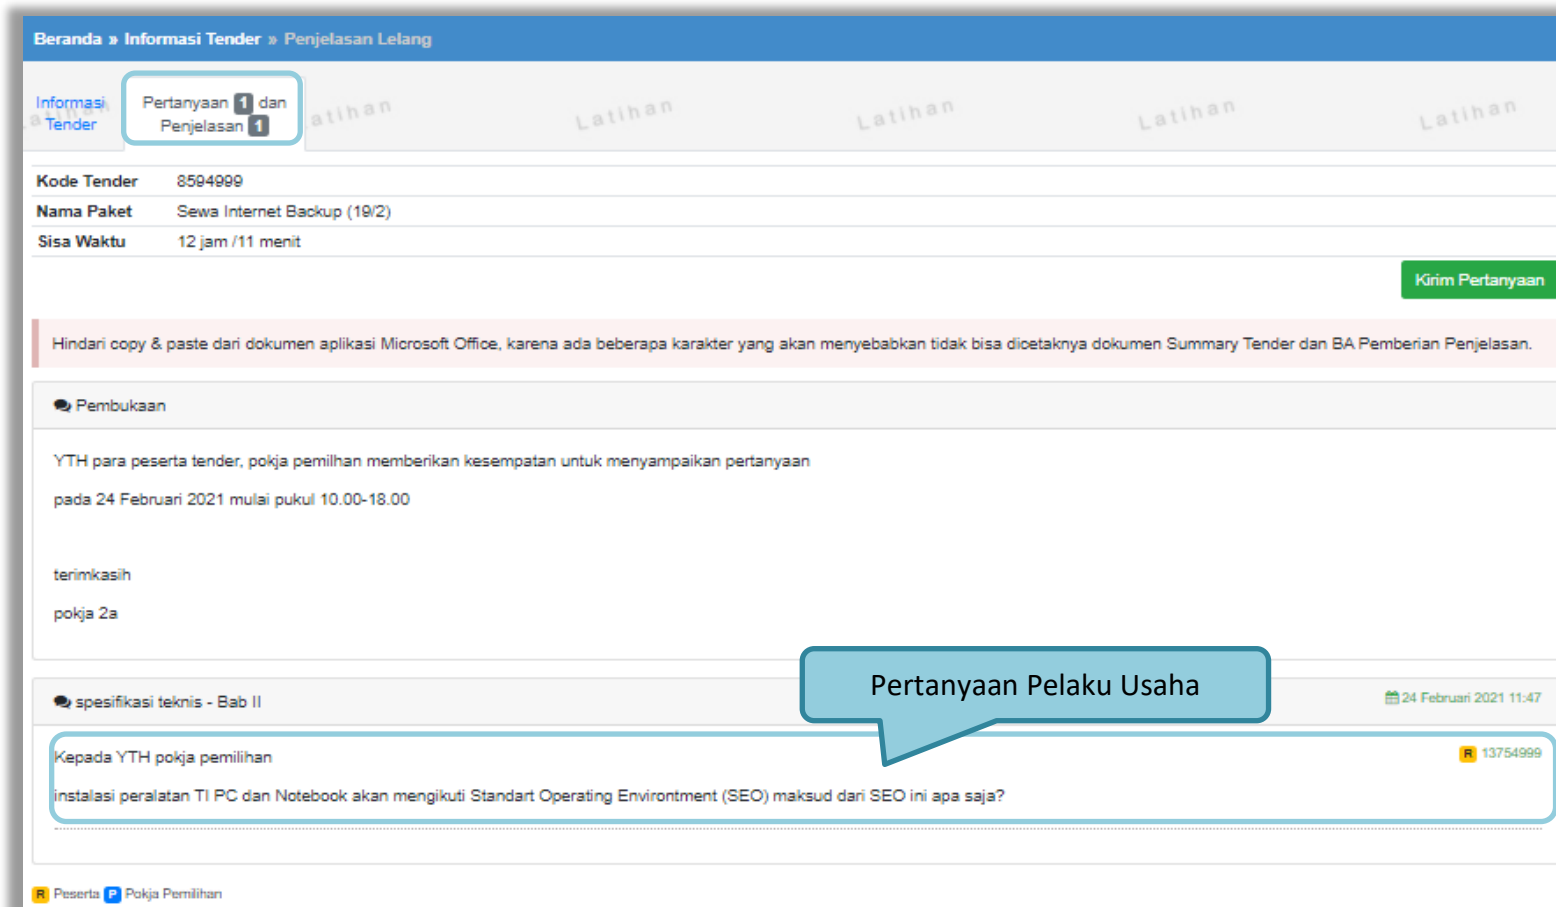 Beranda » Informasi Tender » Penjelasan Lelang
Informasi Tender
Pertanyaan 1 dan
Penjelasan 1
Latihan Latihan Latihan Latihan Latihan Latihan
Kode Tender 8594999
Nama Paket Sewa Internet Backup (19/2)
Sisa Waktu 12 jam /11 menit
Kirim Pertanyaan
Hindari copy & paste dari dokumen aplikasi Microsoft Office, karena ada beberapa karakter yang akan menyebabkan tidak bisa dicetaknya dokumen Summary Tender dan BA Pemberian Penjelasan.
Pembukaan
YTH para peserta tender, pokja pemilhan memberikan kesempatan untuk menyampaikan pertanyaan
pada 24 Februari 2021 mulai pukul 10.00-18.00
terimkasih
pokja 2a
Pertanyaan Pelaku Usaha
spesifikasi teknis - Bab II 24 Februari 2021 11:47
Kepada YTH pokja pemilihan R 13754999
instalasi peralatan TI PC dan Notebook akan mengikuti Standart Operating Environtment (SEO) maksud dari SEO ini apa saja?
R Peserta P Pokja Pemilihan